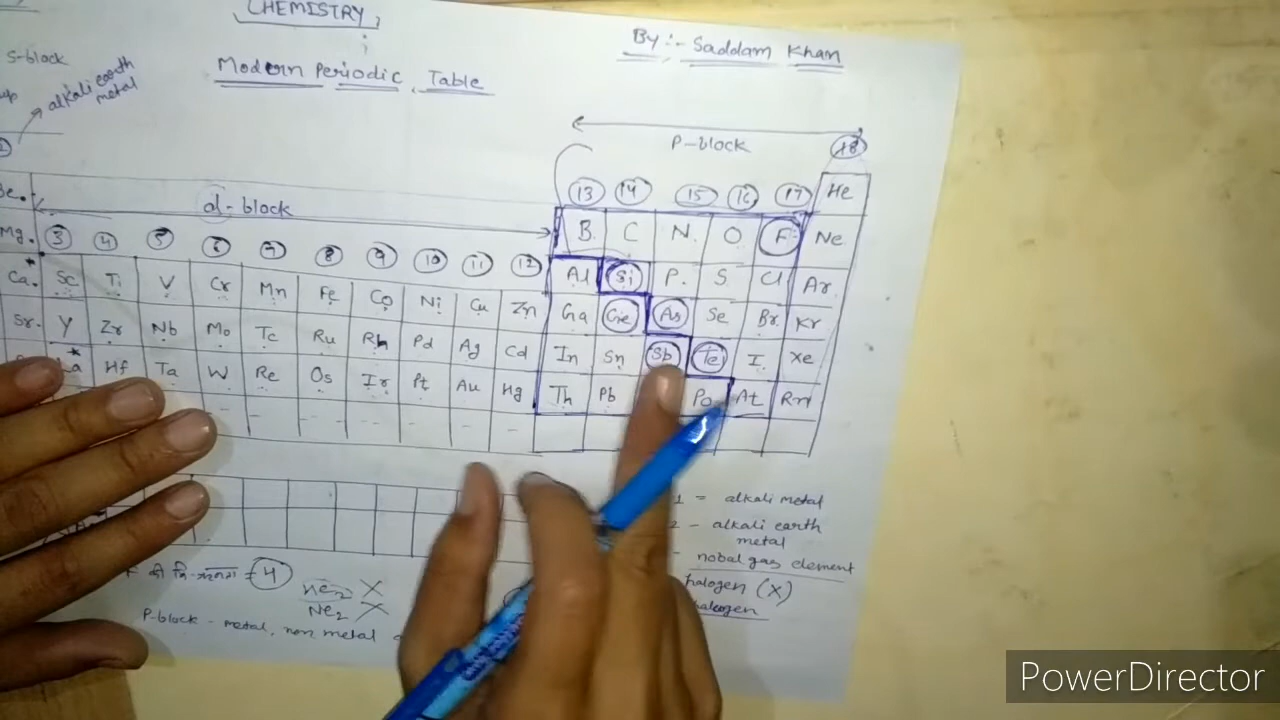 CHEMISTRY
By :- Saddam Khan
S-block
alkali earth
metal
Modern Periodic Table
P-block
18
13 14 15 16 17 He
Be. d-block B C N. O. F Ne
Mg. 3 4 5 6 7 8 9 10 11 12 Al Si P. S. Cl Ar.
Ca* Sc Ti V Cr Mn Fe Co Ni Cu Zn Ga Ge As Se Br. Kr
Sr. Y Zr Nb Mo Tc Ru Rh Pd Ag Cd In Sn Sb Te I. Xe
Hf Ta W Re Os Ir Pt Au Hg Th Pb Po At Rn
1 = alkali metal
2 - alkali earth
metal
- nobal gas element
halogen (X)
4
Ne2 X
P-block - metal, non metal
PowerDirector